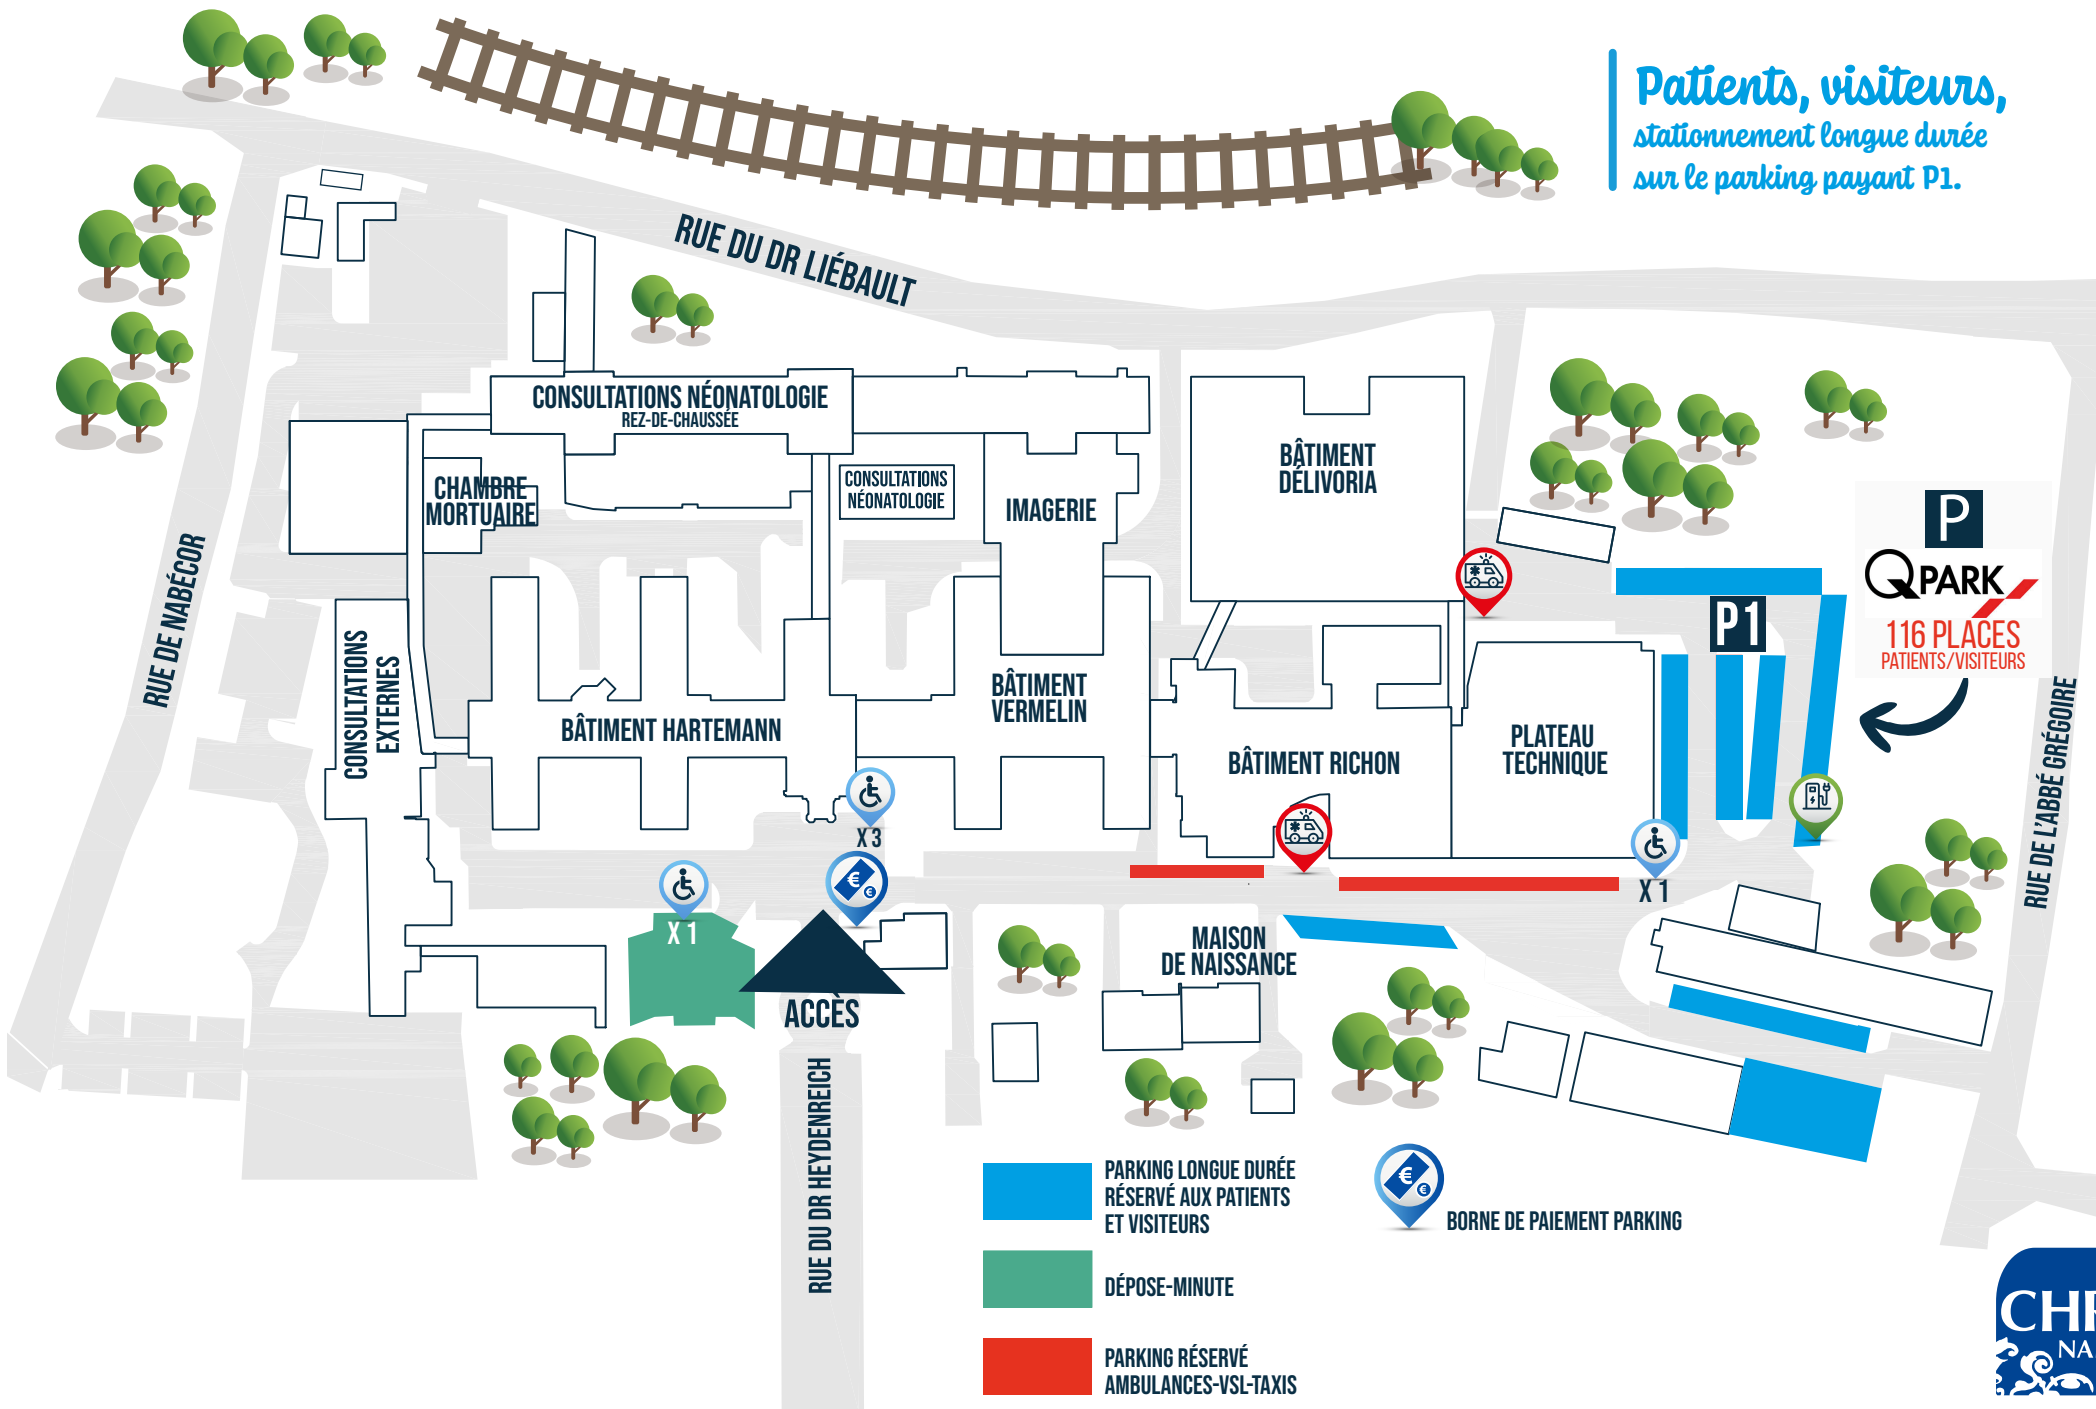 Patients, visiteurs,
stationnement longue durée
sur le parking payant P1.
RUE DU DR LIÉBAULT
CONSULTATIONS NÉONATOLOGIE
REZ-DE-CHAUSSÉE
CHAMBRE
MORTUAIRE
CONSULTATIONS
NÉONATOLOGIE
IMAGERIE
BÂTIMENT
DÉLIVORIA
P
Q PARK
116 PLACES
PATIENTS/VISITEURS
P1
RUE DE NABÉCOR
CONSULTATIONS
EXTERNES
BÂTIMENT HARTEMANN
BÂTIMENT
VERMELIN
BÂTIMENT RICHON
PLATEAU
TECHNIQUE
RUE DE L'ABBÉ GRÉGOIRE
X 3
€
€
X 1
X 1
MAISON
DE NAISSANCE
ACCÈS
RUE DU DR HEYDENREICH
PARKING LONGUE DURÉE
RÉSERVÉ AUX PATIENTS
ET VISITEURS
€
€
BORNE DE PAIEMENT PARKING
DÉPOSE-MINUTE
PARKING RÉSERVÉ
AMBULANCES-VSL-TAXIS
CHR
NA